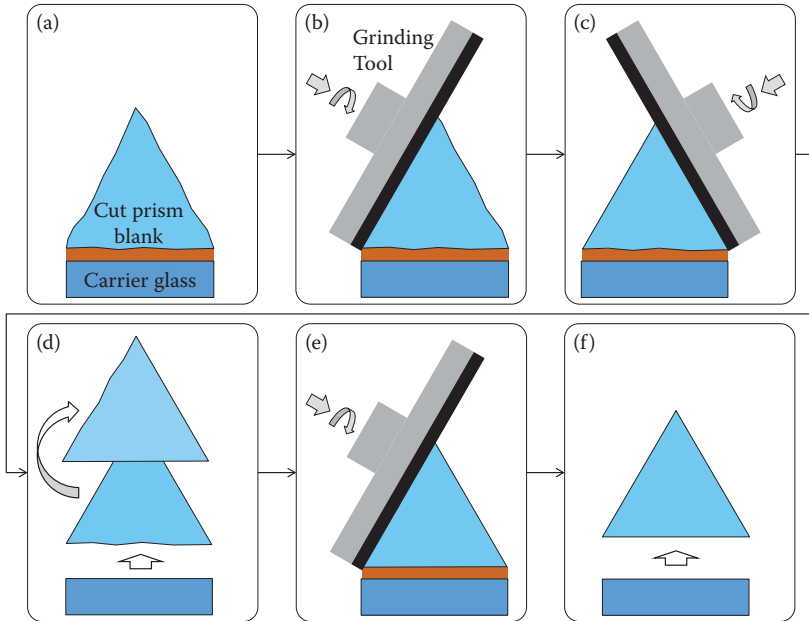 (a)
Cut prism
blank
Carrier glass
(b)
Grinding
Tool
(c)
(d)
(e)
(f)